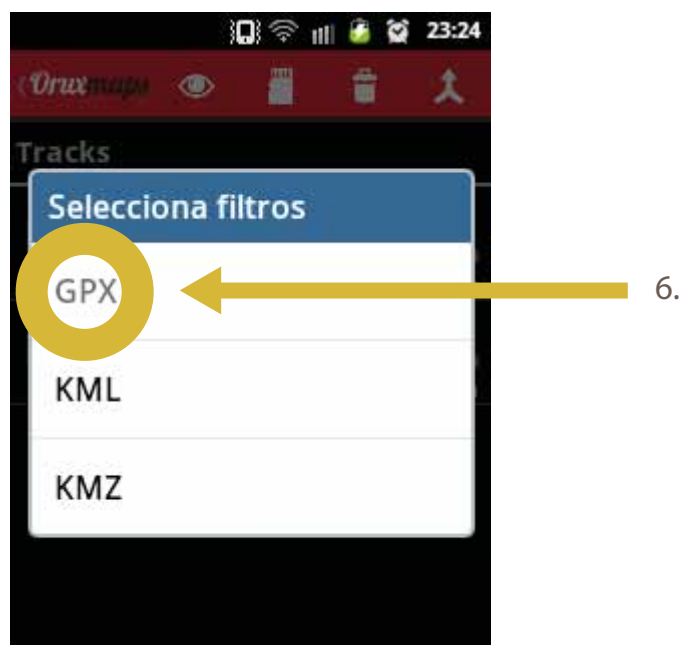 23:24
Oruxmaps
Tracks
Selecciona filtros
GPX
6.
KML
KMZ